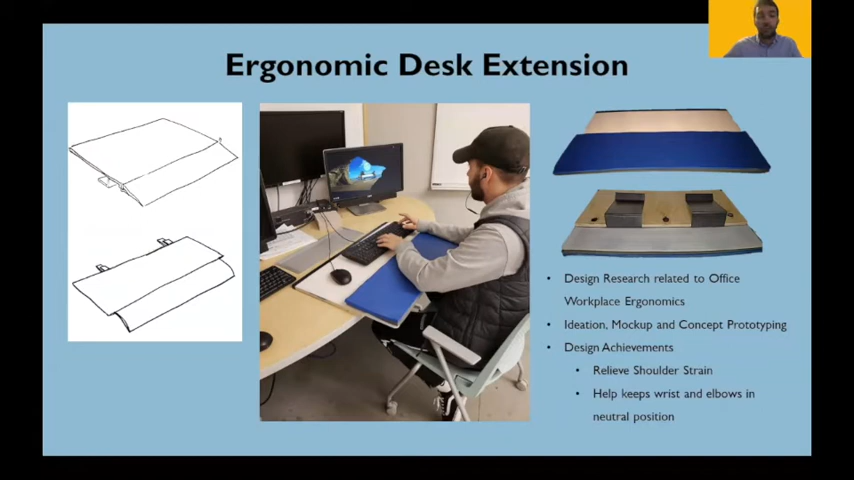 Ergonomic Desk Extension
• Design Research related to Office
Workplace Ergonomics
• Ideation, Mockup and Concept Prototyping
• Design Achievements
• Relieve Shoulder Strain
• Help keeps wrist and elbows in
neutral position